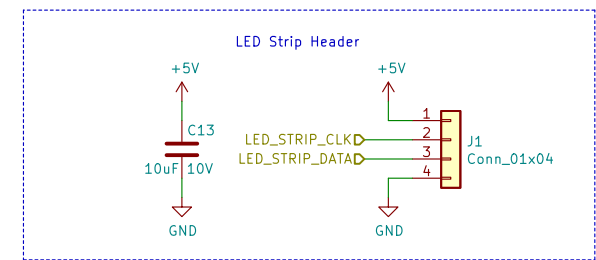 LED Strip Header
+5V
+5V
C13
10uF 10V
GND
LED_STRIP_CLK
LED_STRIP_DATA
1
2
3
4
J1
Conn_01x04
GND